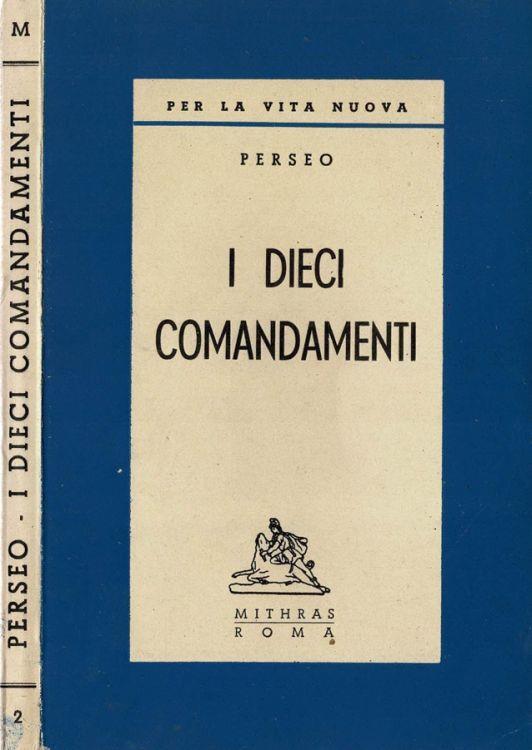 M
PERSEO - I DIECI COMANDAMENTI
2
PER LA VITA NUOVA
PERSEO
I DIECI
COMANDAMENTI
MITHRAS
ROMA